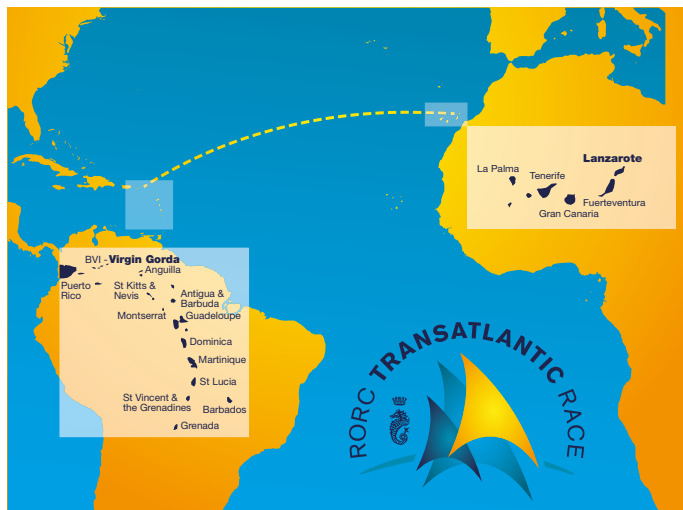 Lanzarote
La Palma
Tenerife
Fuerteventura
Gran Canaria
BVI - Virgin Gorda
Anguilla
Puerto
Rico
St Kitts &
Nevis
Antigua &
Barbuda
Montserrat
Guadeloupe
Dominica
Martinique
St Lucia
St Vincent &
the Grenadines
Barbados
Grenada
RORC TRANSATLANTIC RACE